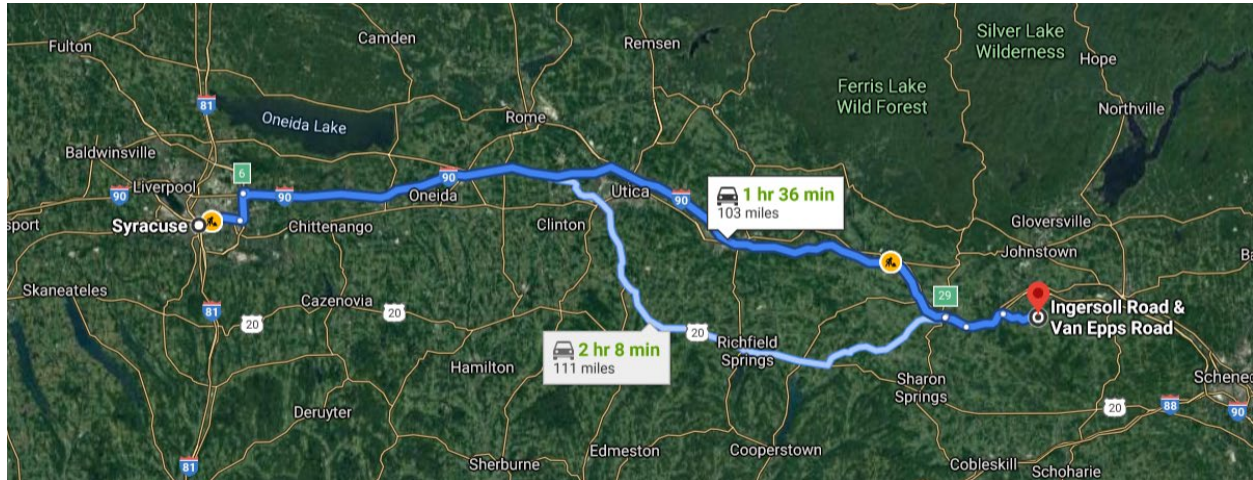 Silver Lake
Wilderness
Camden
Remsen
Hope
Fulton
Ferris Lake
Wild Forest
81
Northville
Oneida Lake
Rome
Baldwinsville
6
90
Liverpool
90
90
Oneida
Utica
90
1 hr 36 min
103 miles
Gloversville
sport
Syracuse
Chittenango
Clinton
Johnstown
Ba
Skaneateles
29
Ingersoll Road &
Van Epps Road
Cazenovia
81
20
20
20
2 hr 8 min
111 miles
Richfield
Springs
Hamilton
Sharon
Springs
Schenec
20
88
90
Deruyter
Edmeston
Cooperstown
81
Sherburne
Cobleskill
Schoharie